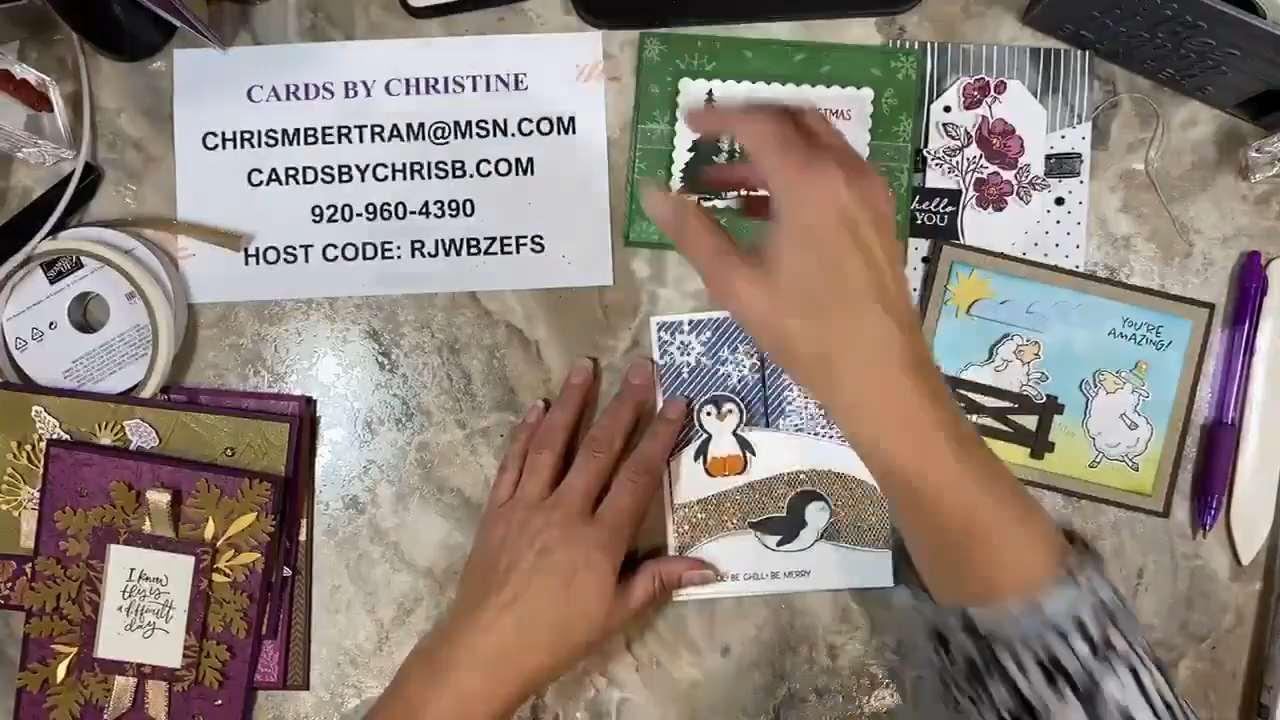 CARDS BY CHRISTINE
CHRISMBERTRAM@MSN.COM
CARDSBYCHRISB.COM
920-960-4390
HOST CODE: RJWBZEFS
hello
YOU
YOU'RE
AMAZING!
BE CHILL • BE MERRY
I know
this is
a difficult
day